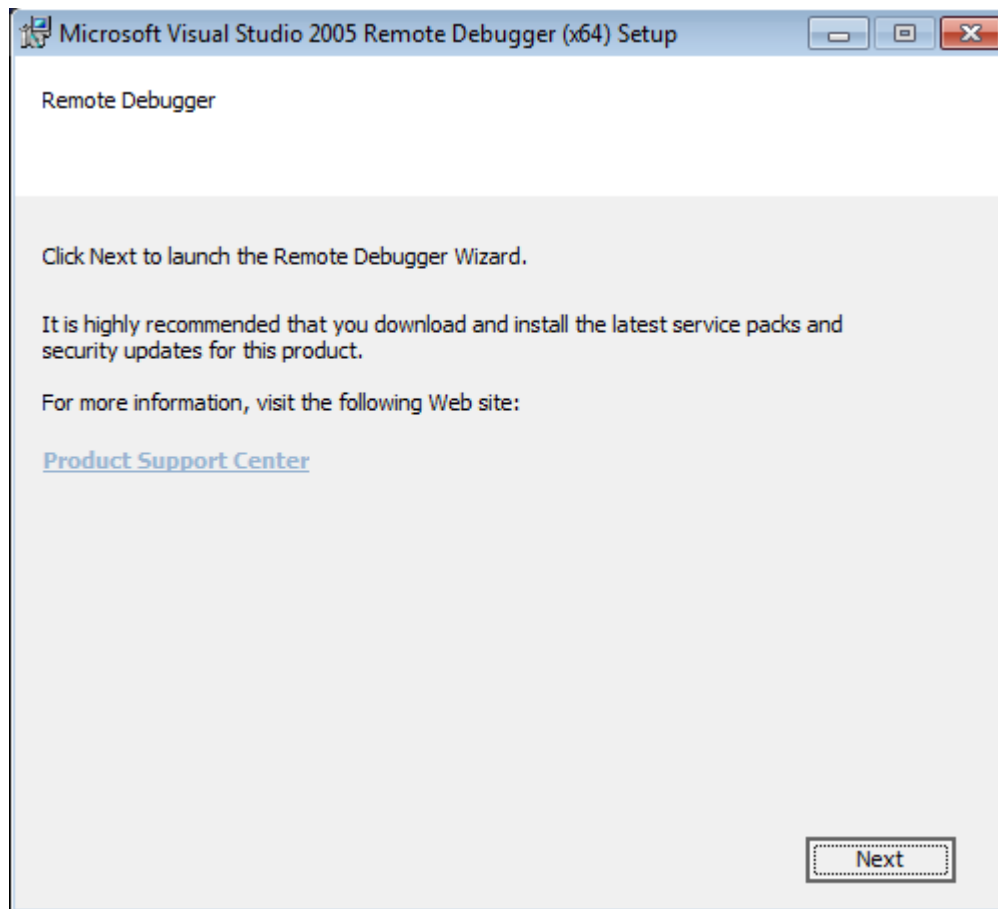 Microsoft Visual Studio 2005 Remote Debugger (x64) Setup
Remote Debugger
Click Next to launch the Remote Debugger Wizard.
It is highly recommended that you download and install the latest service packs and
security updates for this product.
For more information, visit the following Web site:
Product Support Center
Next